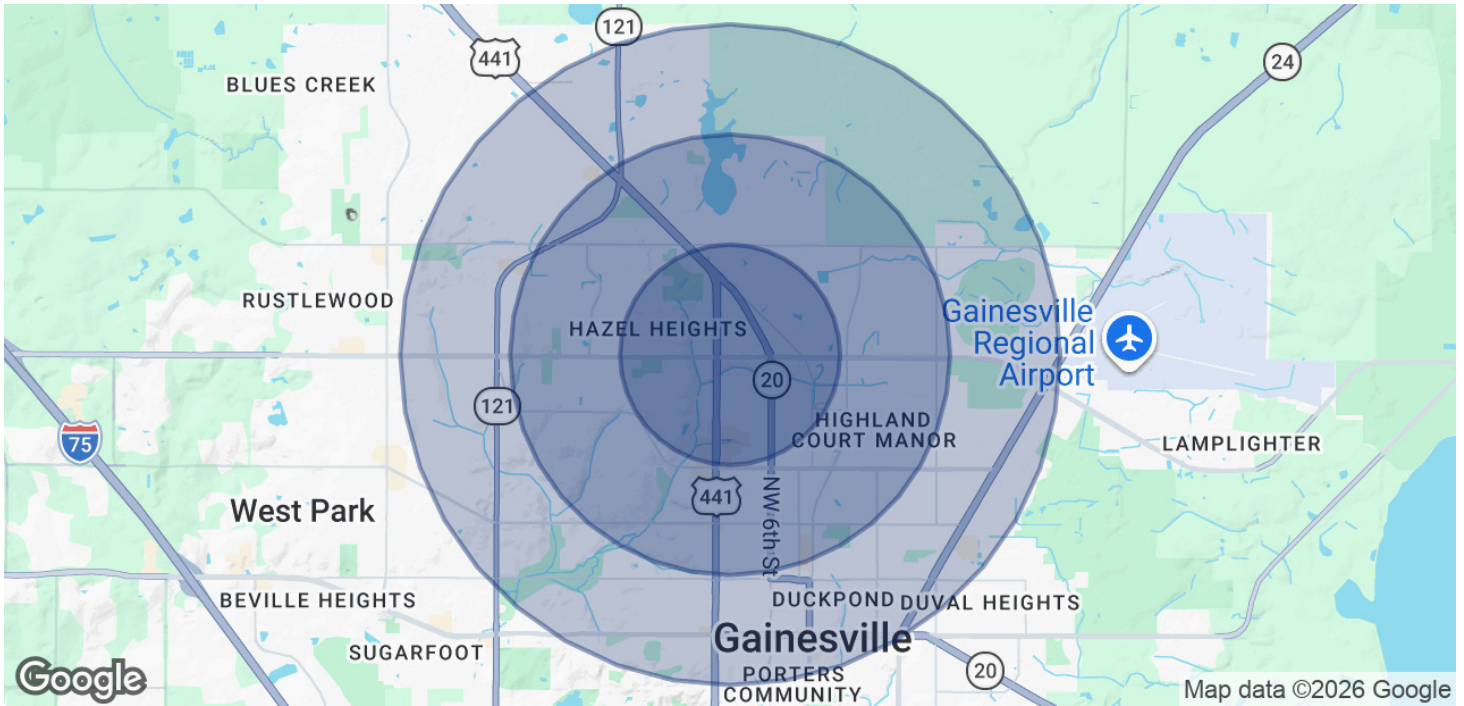 121
441
24
BLUES CREEK
RUSTLEWOOD
HAZEL HEIGHTS
Gainesville
Regional
Airport
20
121
HIGHLAND
COURT MANOR
75
LAMPLIGHTER
West Park
441
NW 6th St
BEVILLE HEIGHTS
DUCKPOND
DUVAL HEIGHTS
Gainesville
SUGARFOOT
PORTERS
COMMUNITY
20
Google
Map data ©2026 Google